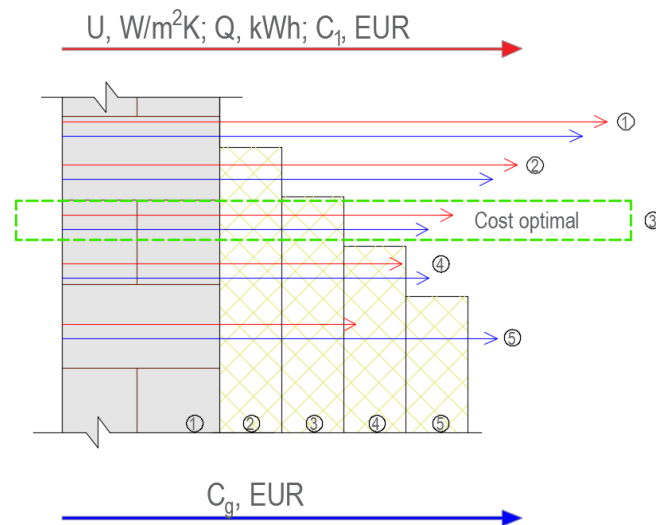 U, W/m²K; Q, kWh; C₁, EUR
①
②
Cost optimal
③
④
⑤
① ② ③ ④ ⑤
C_g, EUR